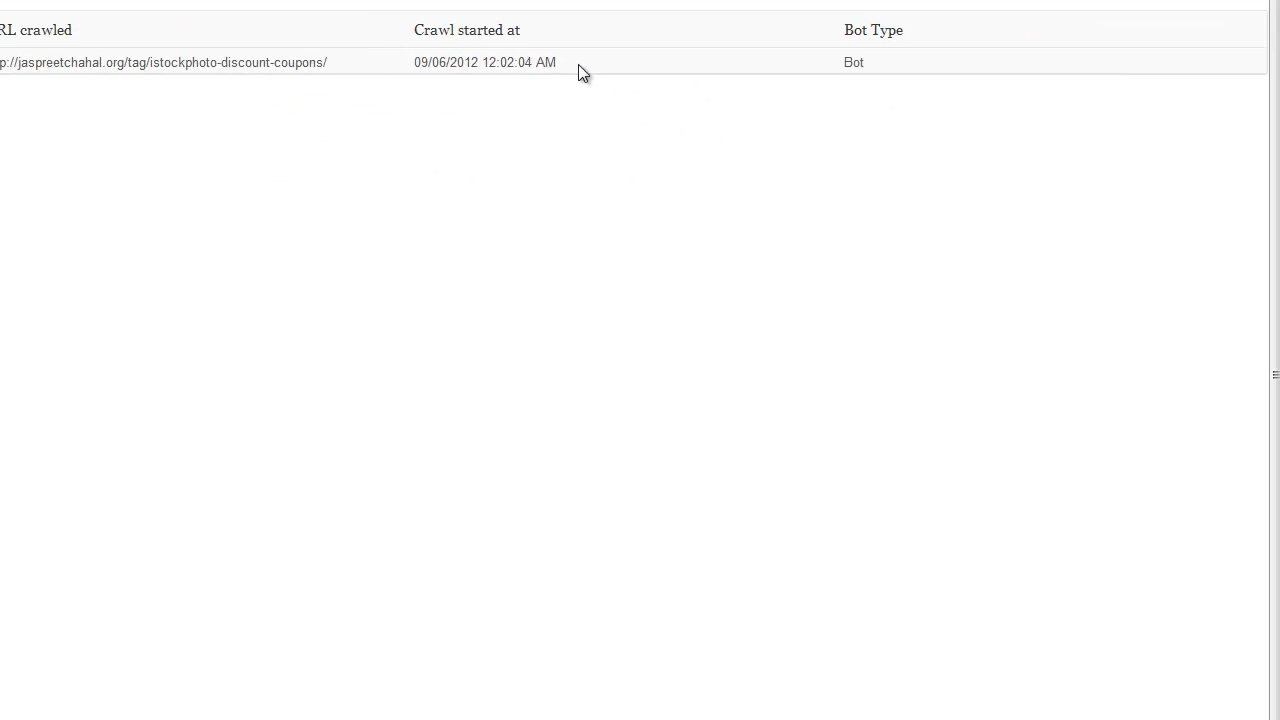 RL crawled Crawl started at Bot Type
p://jaspreetchahal.org/tag/istockphoto-discount-coupons/ 09/06/2012 12:02:04 AM Bot